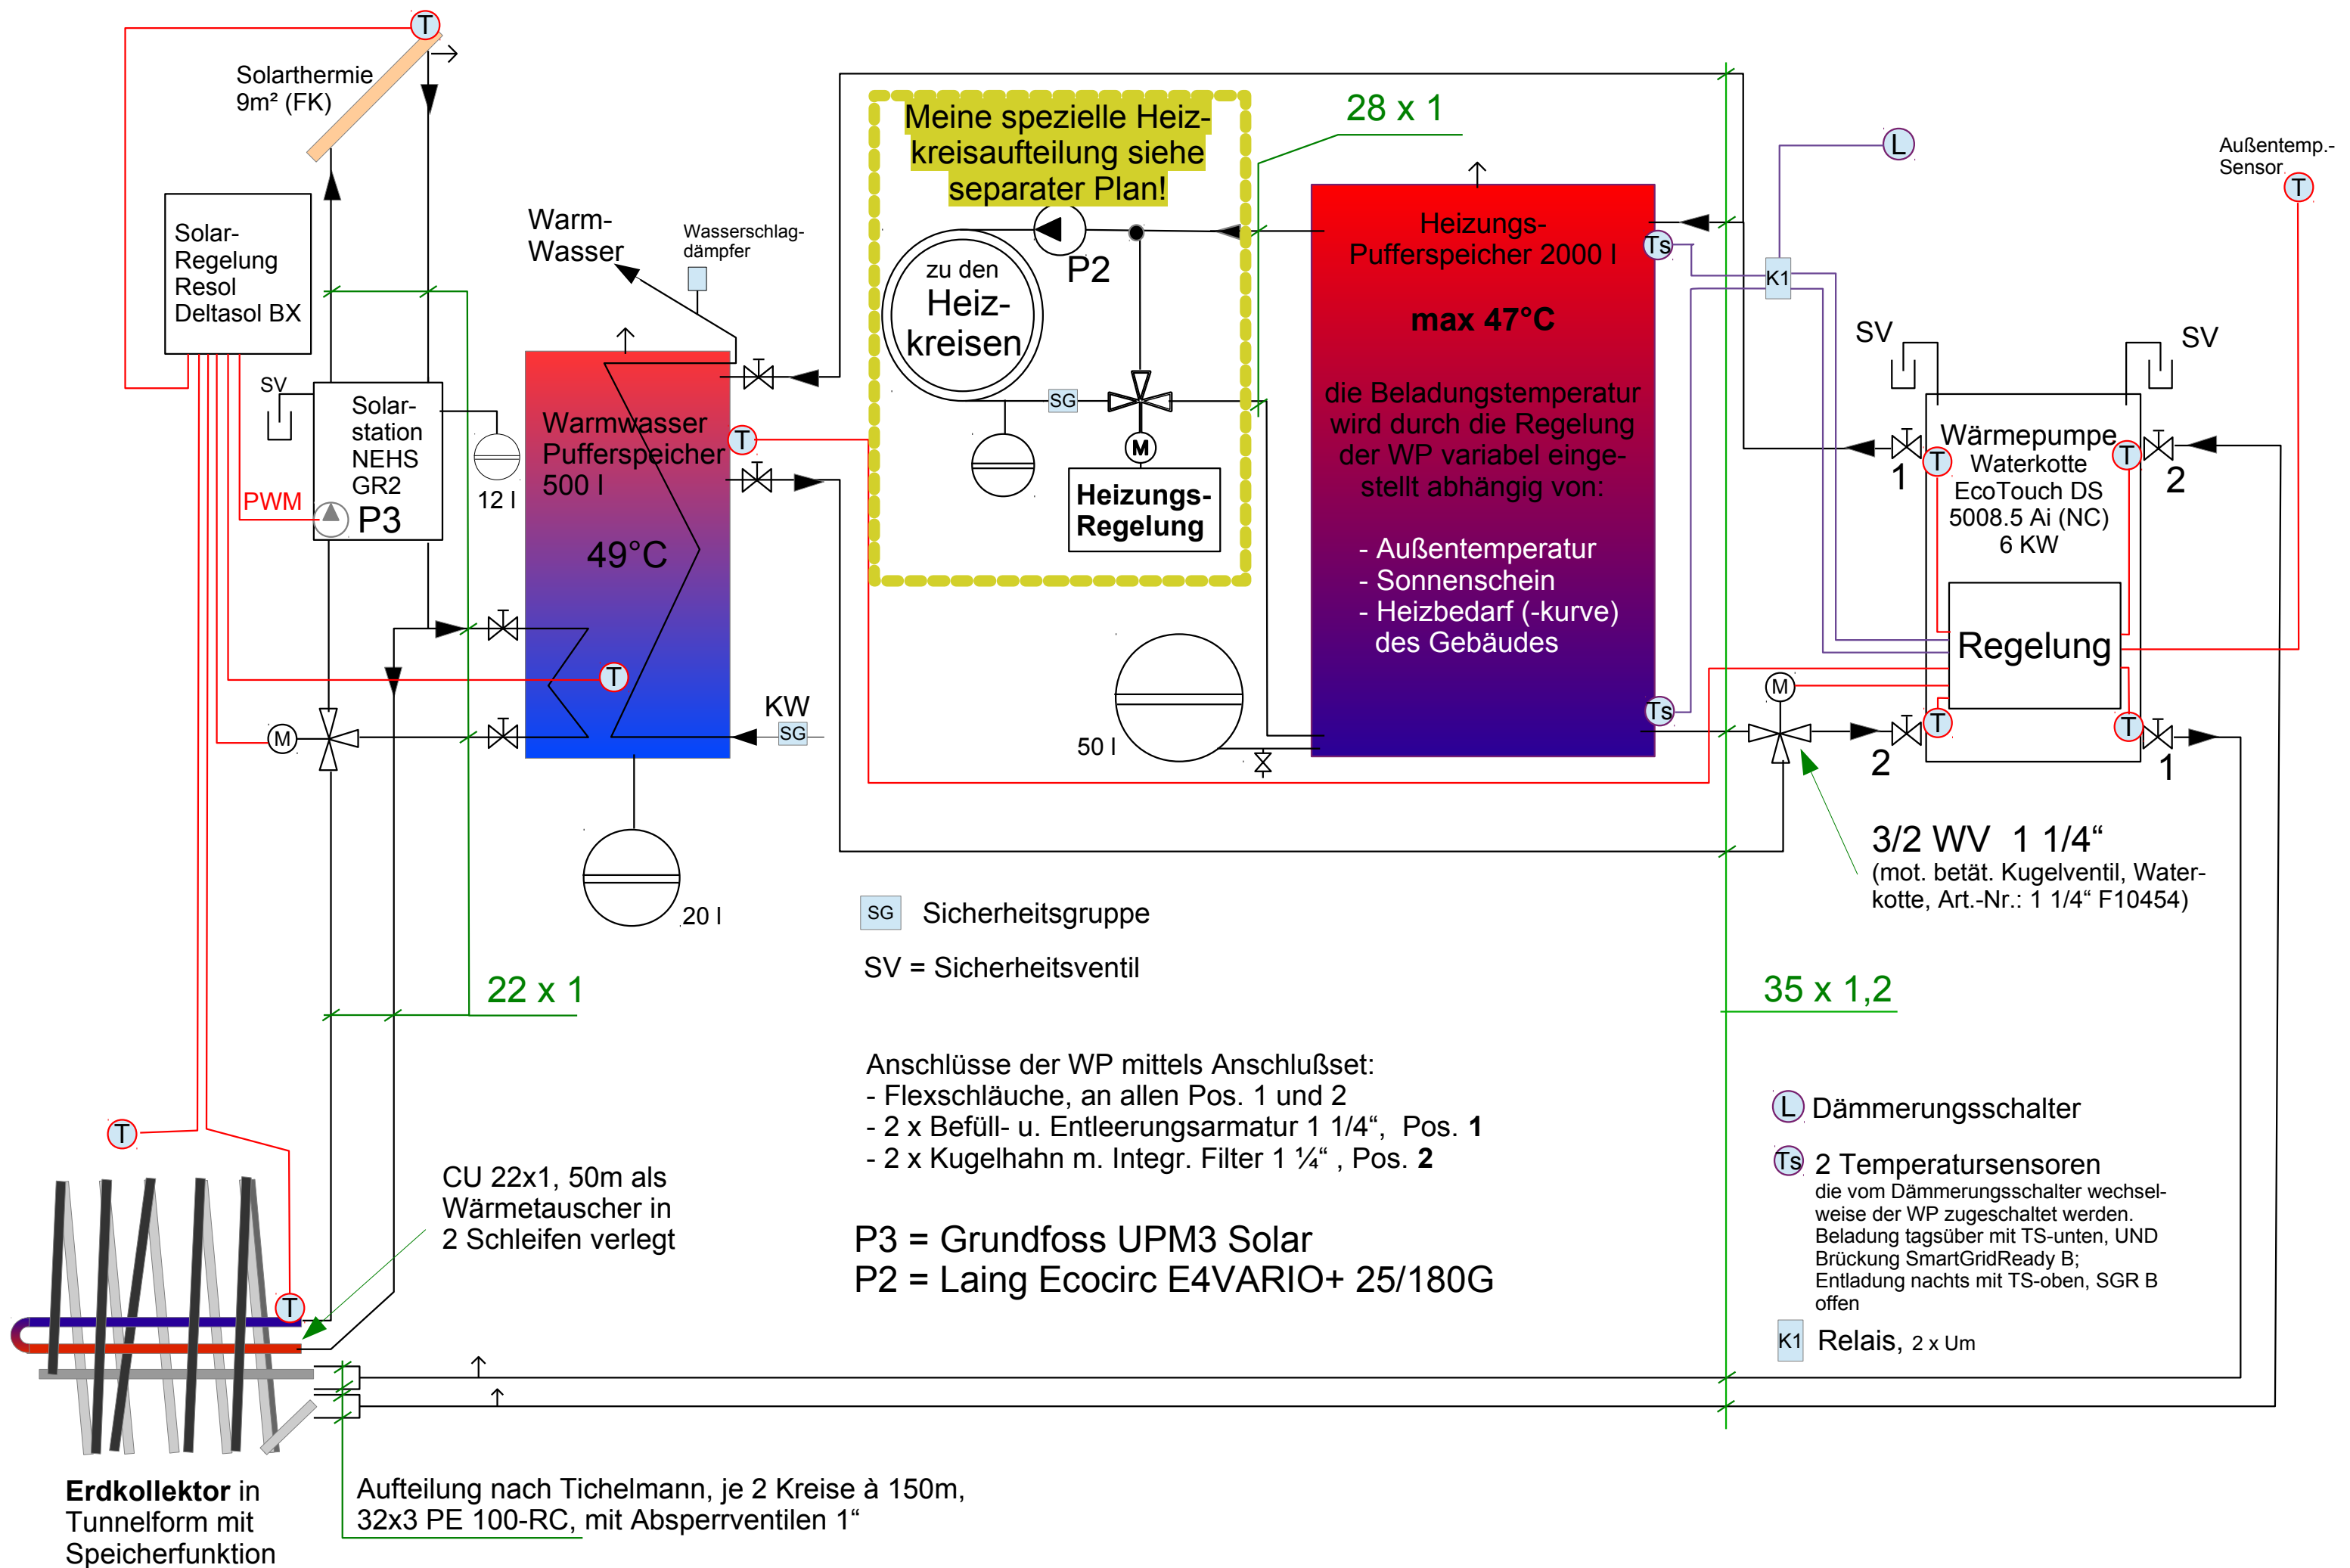 T
Solarthermie
9m² (FK)
Solar-
Regelung
Resol
Deltasol BX
SV
Solar-
station
NEHS
GR2
PWM
P3
12 l
Warm-
Wasser
Wasserschlag-
dämpfer
Warmwasser
Pufferspeicher
500 l
49°C
T
T
M
KW
SG
20 l
22 x 1
Meine spezielle Heiz-
kreisaufteilung siehe
separater Plan!
P2
zu den
Heiz-
kreisen
SG
M
Heizungs-
Regelung
28 x 1
Heizungs-
Pufferspeicher 2000 l
max 47°C
die Beladungstemperatur
wird durch die Regelung
der WP variabel einge-
stellt abhängig von:
- Außentemperatur
- Sonnenschein
- Heizbedarf (-kurve)
des Gebäudes
Ts
Ts
50 l
L
K1
Außentemp.-
Sensor
T
SV
SV
Wärmepumpe
Waterkotte
EcoTouch DS
5008.5 Ai (NC)
6 KW
T
T
1
2
Regelung
M
T
T
2
1
3/2 WV 1 1/4“
(mot. betät. Kugelventil, Water-
kotte, Art.-Nr.: 1 1/4“ F10454)
SG Sicherheitsgruppe
SV = Sicherheitsventil
35 x 1,2
Anschlüsse der WP mittels Anschlußset:
- Flexschläuche, an allen Pos. 1 und 2
- 2 x Befüll- u. Entleerungsarmatur 1 1/4“, Pos. 1
- 2 x Kugelhahn m. Integr. Filter 1 ¼“ , Pos. 2
P3 = Grundfoss UPM3 Solar
P2 = Laing Ecocirc E4VARIO+ 25/180G
L Dämmerungsschalter
Ts 2 Temperatursensoren
die vom Dämmerungsschalter wechsel-
weise der WP zugeschaltet werden.
Beladung tagsüber mit TS-unten, UND
Brückung SmartGridReady B;
Entladung nachts mit TS-oben, SGR B
offen
K1 Relais, 2 x Um
T
T
CU 22x1, 50m als
Wärmetauscher in
2 Schleifen verlegt
Erdkollektor in
Tunnelform mit
Speicherfunktion
Aufteilung nach Tichelmann, je 2 Kreise à 150m,
32x3 PE 100-RC, mit Absperrventilen 1“